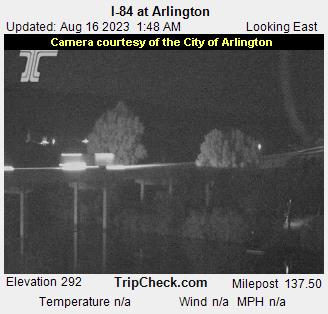 I-84 at Arlington
Updated: Aug 16 2023 1:48 AM Looking East
Camera courtesy of the City of Arlington
Elevation 292 TripCheck.com Milepost 137.50
Temperature n/a Wind n/a MPH n/a